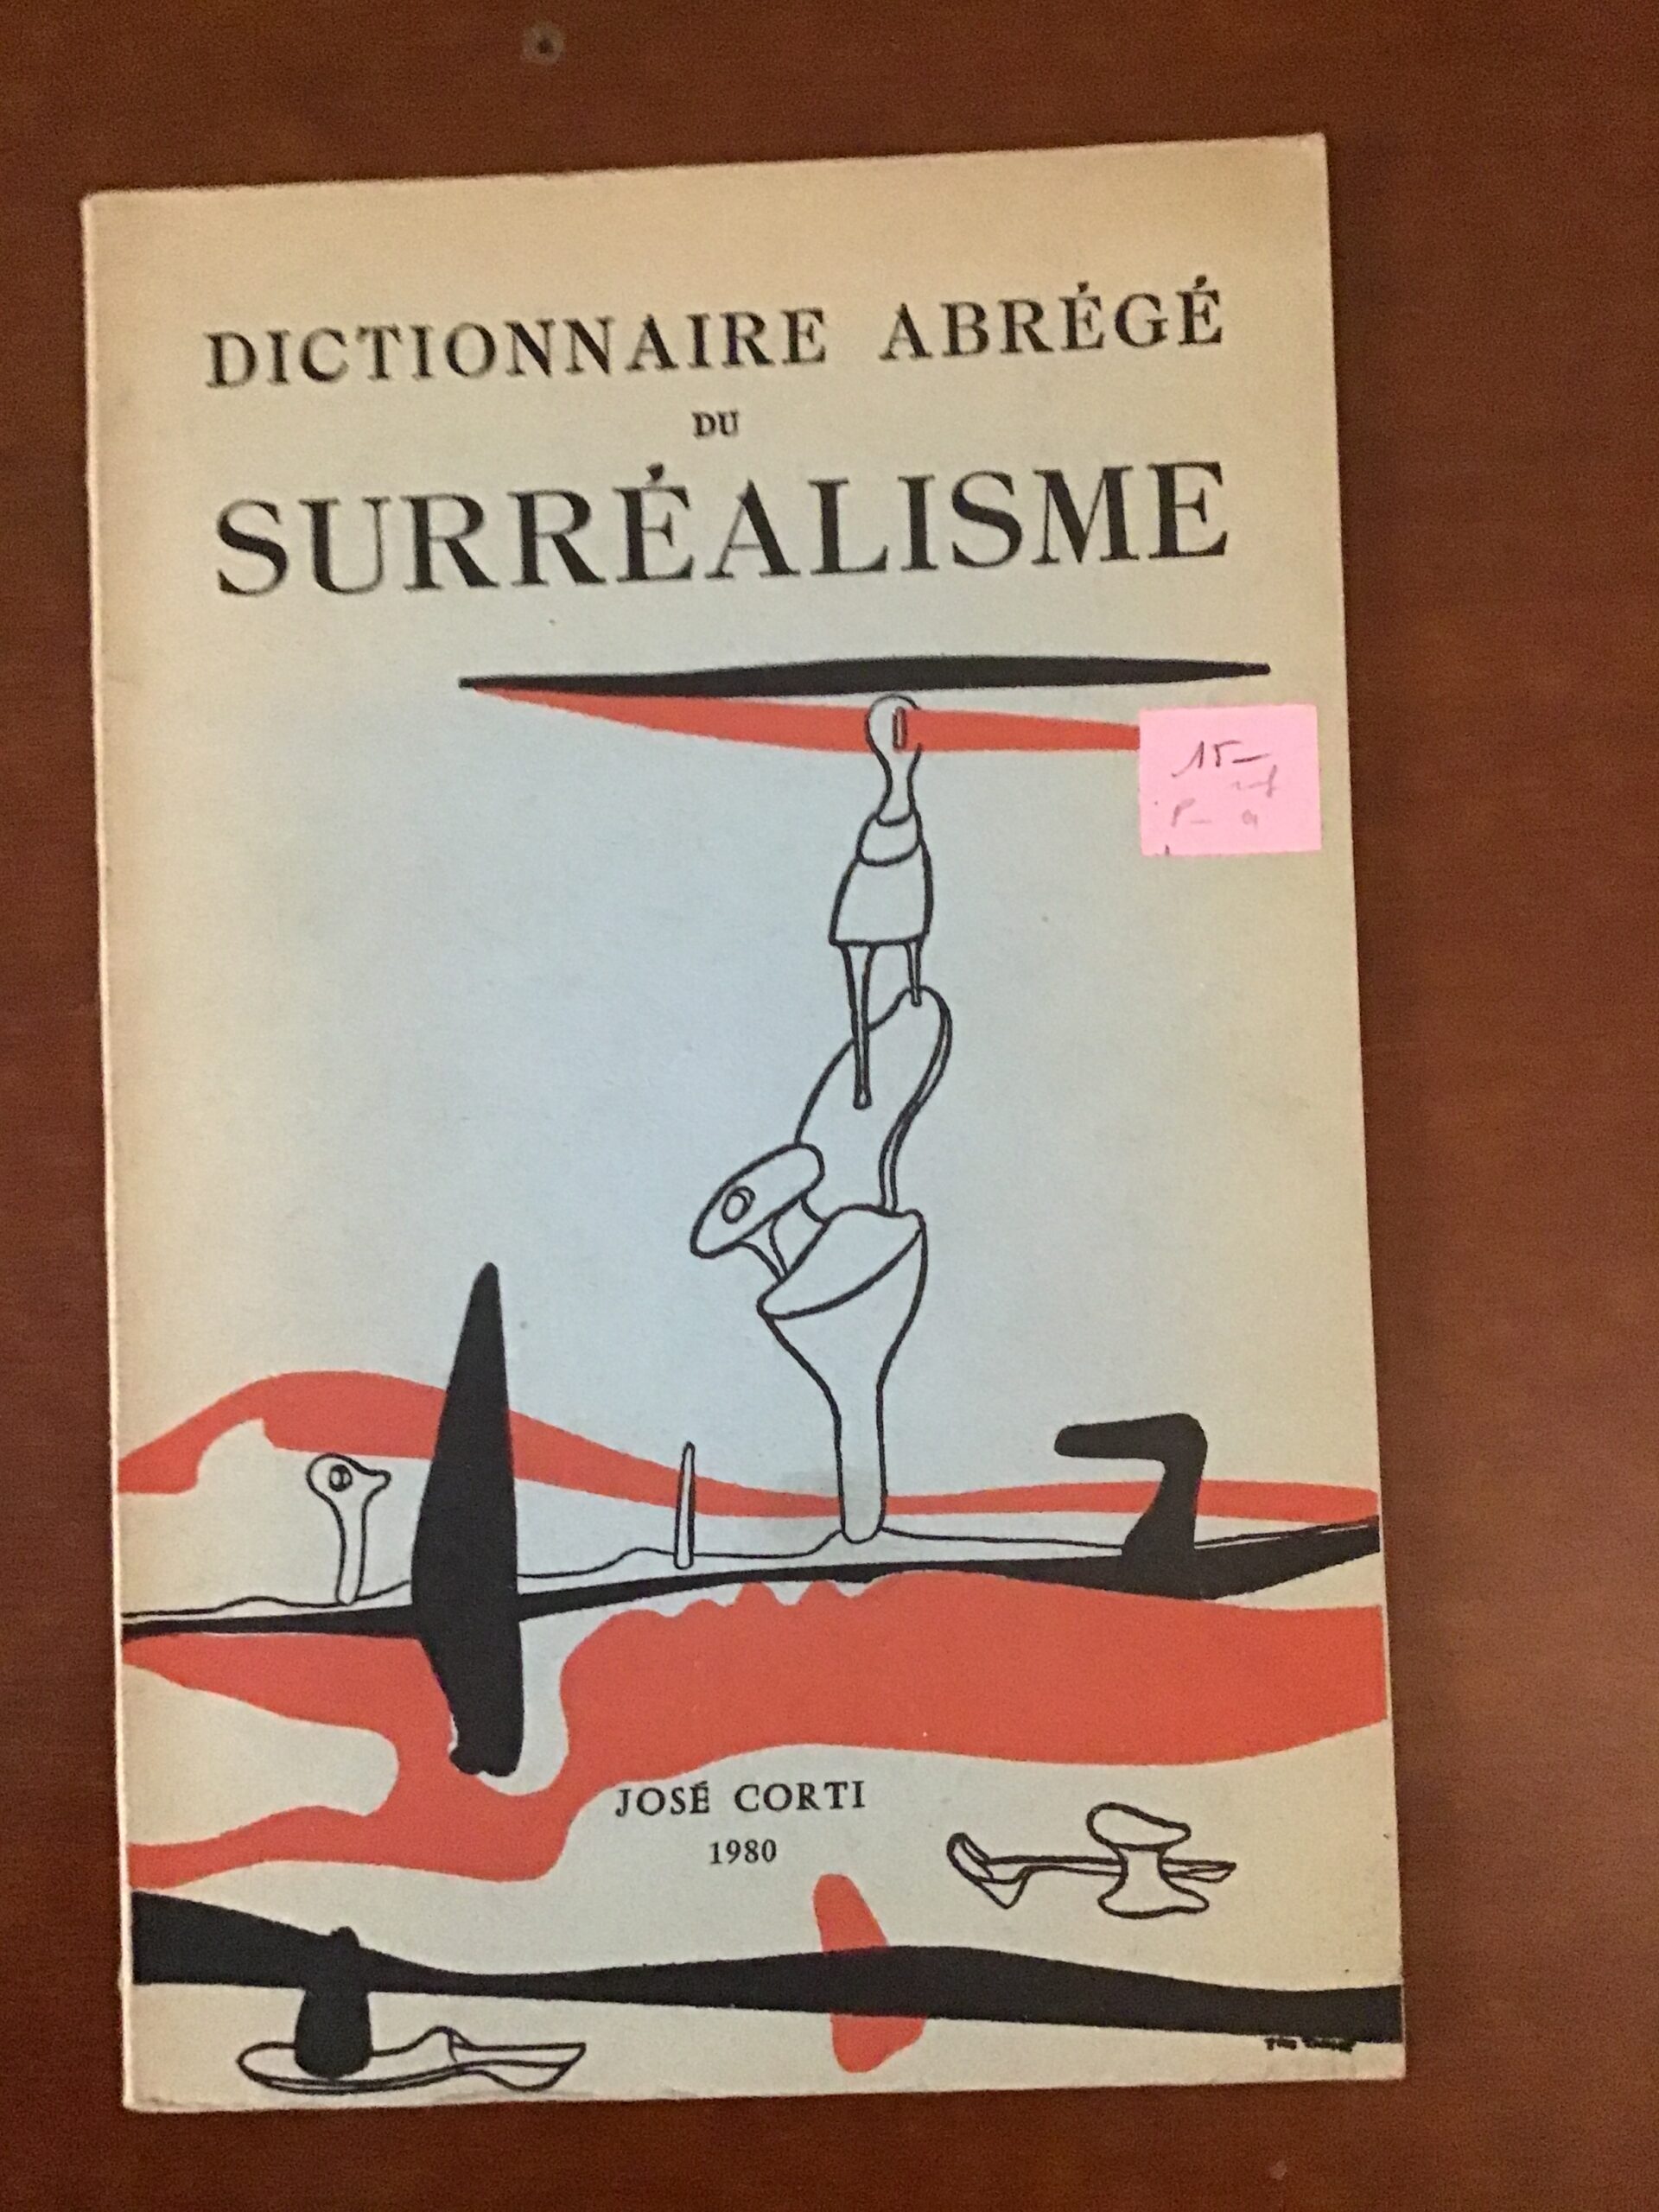 DICTIONNAIRE ABRÉGÉ
DU
SURRÉALISME
15—
JOSÉ CORTI
1980